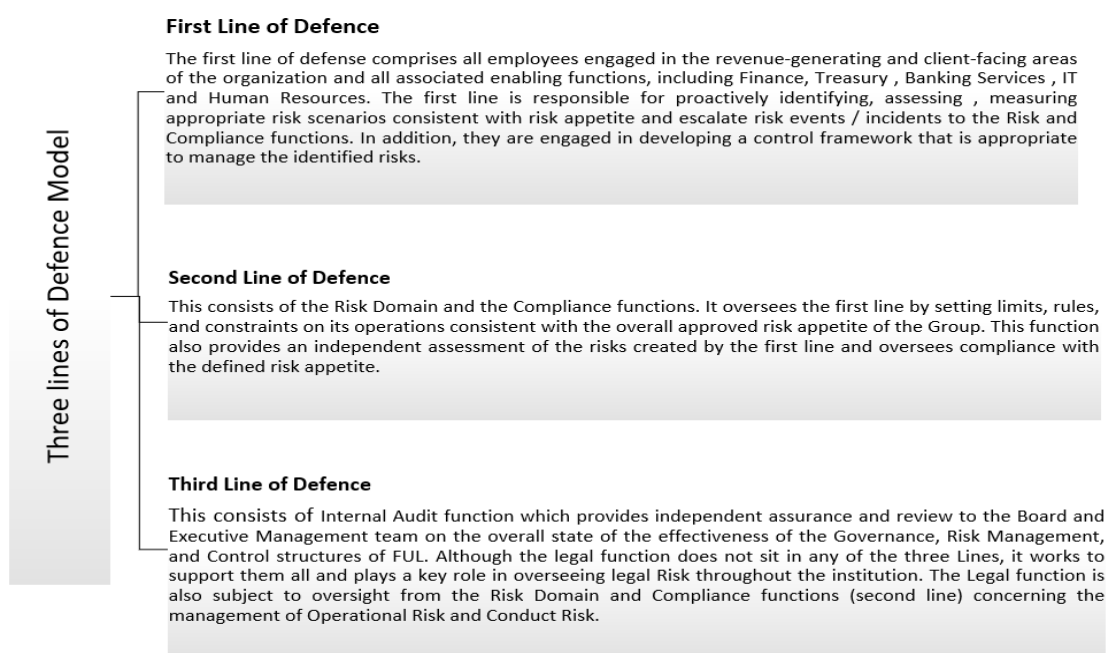 Three lines of Defence Model
First Line of Defence
The first line of defense comprises all employees engaged in the revenue-generating and client-facing areas
of the organization and all associated enabling functions, including Finance, Treasury , Banking Services , IT
and Human Resources. The first line is responsible for proactively identifying, assessing , measuring
appropriate risk scenarios consistent with risk appetite and escalate risk events / incidents to the Risk and
Compliance functions. In addition, they are engaged in developing a control framework that is appropriate
to manage the identified risks.
Second Line of Defence
This consists of the Risk Domain and the Compliance functions. It oversees the first line by setting limits, rules,
and constraints on its operations consistent with the overall approved risk appetite of the Group. This function
also provides an independent assessment of the risks created by the first line and oversees compliance with
the defined risk appetite.
Third Line of Defence
This consists of Internal Audit function which provides independent assurance and review to the Board and
Executive Management team on the overall state of the effectiveness of the Governance, Risk Management,
and Control structures of FUL. Although the legal function does not sit in any of the three Lines, it works to
support them all and plays a key role in overseeing legal Risk throughout the institution. The Legal function is
also subject to oversight from the Risk Domain and Compliance functions (second line) concerning the
management of Operational Risk and Conduct Risk.